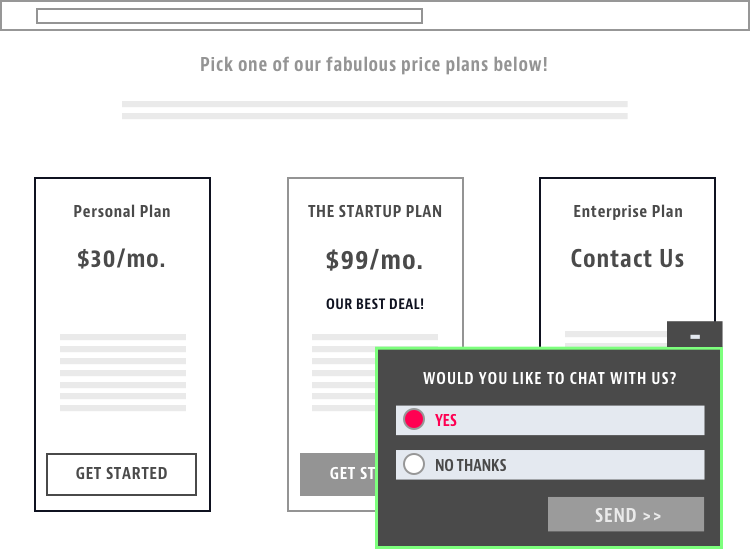 Pick one of our fabulous price plans below!
Personal Plan
$30/mo.
GET STARTED
THE STARTUP PLAN
$99/mo.
OUR BEST DEAL!
GET ST
Enterprise Plan
Contact Us
-
WOULD YOU LIKE TO CHAT WITH US?
YES
NO THANKS
SEND >>